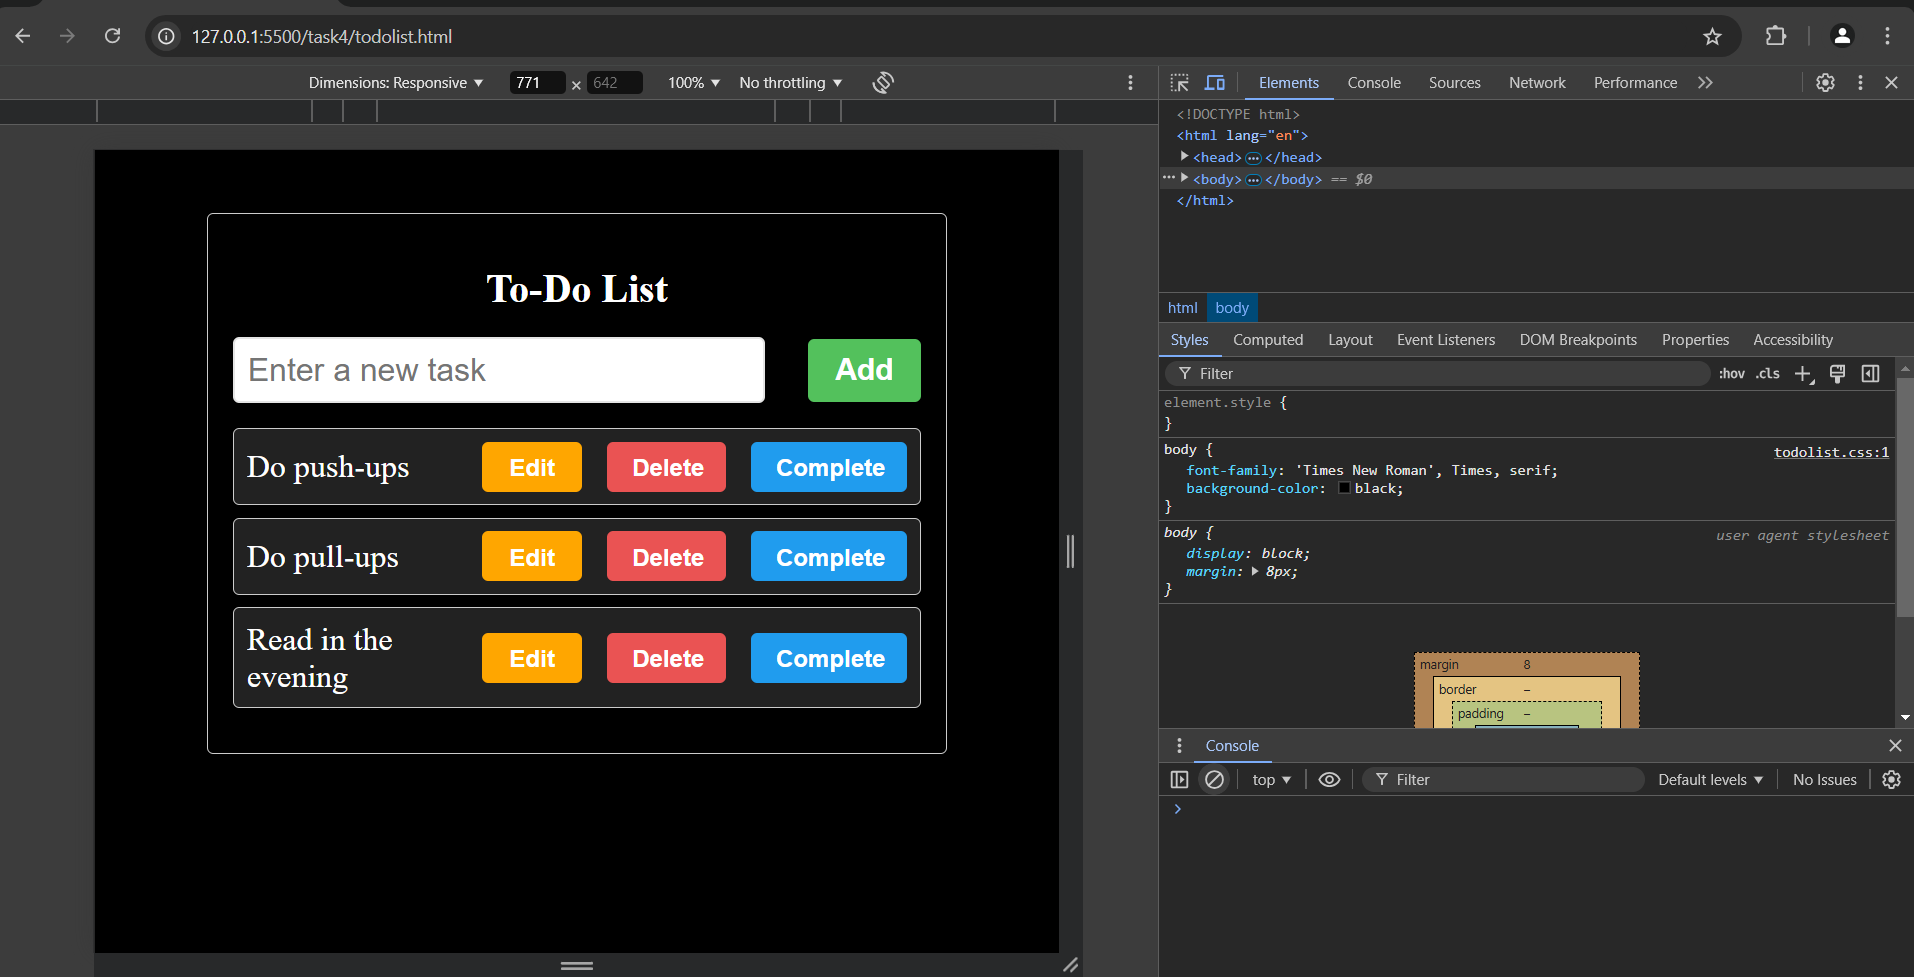 127.0.0.1:5500/task4/todolist.html
Dimensions: Responsive 771 × 642 100% No throttling
To-Do List
Enter a new task Add
Do push-ups Edit Delete Complete
Do pull-ups Edit Delete Complete
Read in the
evening
Edit Delete Complete
Elements Console Sources Network Performance
<!DOCTYPE html>
<html lang="en">
<head> … </head>
<body> … </body> == $0
</html>
html body
Styles Computed Layout Event Listeners DOM Breakpoints Properties Accessibility
Filter :hov .cls
element.style {
}
body { todolist.css:1
font-family: 'Times New Roman', Times, serif;
background-color: black;
}
body { user agent stylesheet
display: block;
margin: 8px;
}
margin 8
border –
padding –
Console
top Filter Default levels No Issues